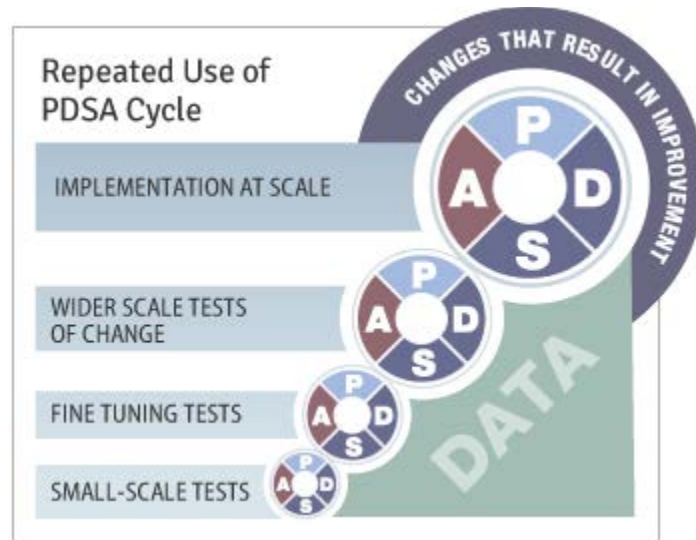 Repeated Use of
PDSA Cycle
CHANGES THAT RESULT IN IMPROVEMENT
IMPLEMENTATION AT SCALE
P
A D
S
WIDER SCALE TESTS
OF CHANGE
P
A D
S
FINE TUNING TESTS
P
A D
S
SMALL-SCALE TESTS
P
A D
S
DATA